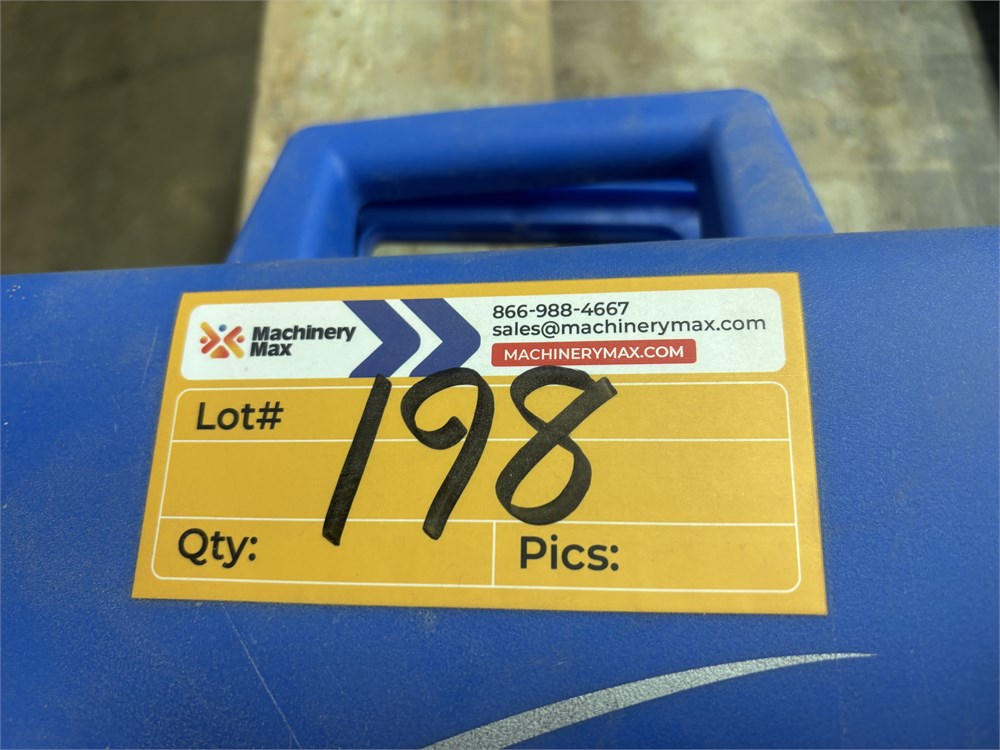 Machinery
Max
866-988-4667
sales@machinerymax.com
MACHINERYMAX.COM
Lot# 198
Qty:
Pics: